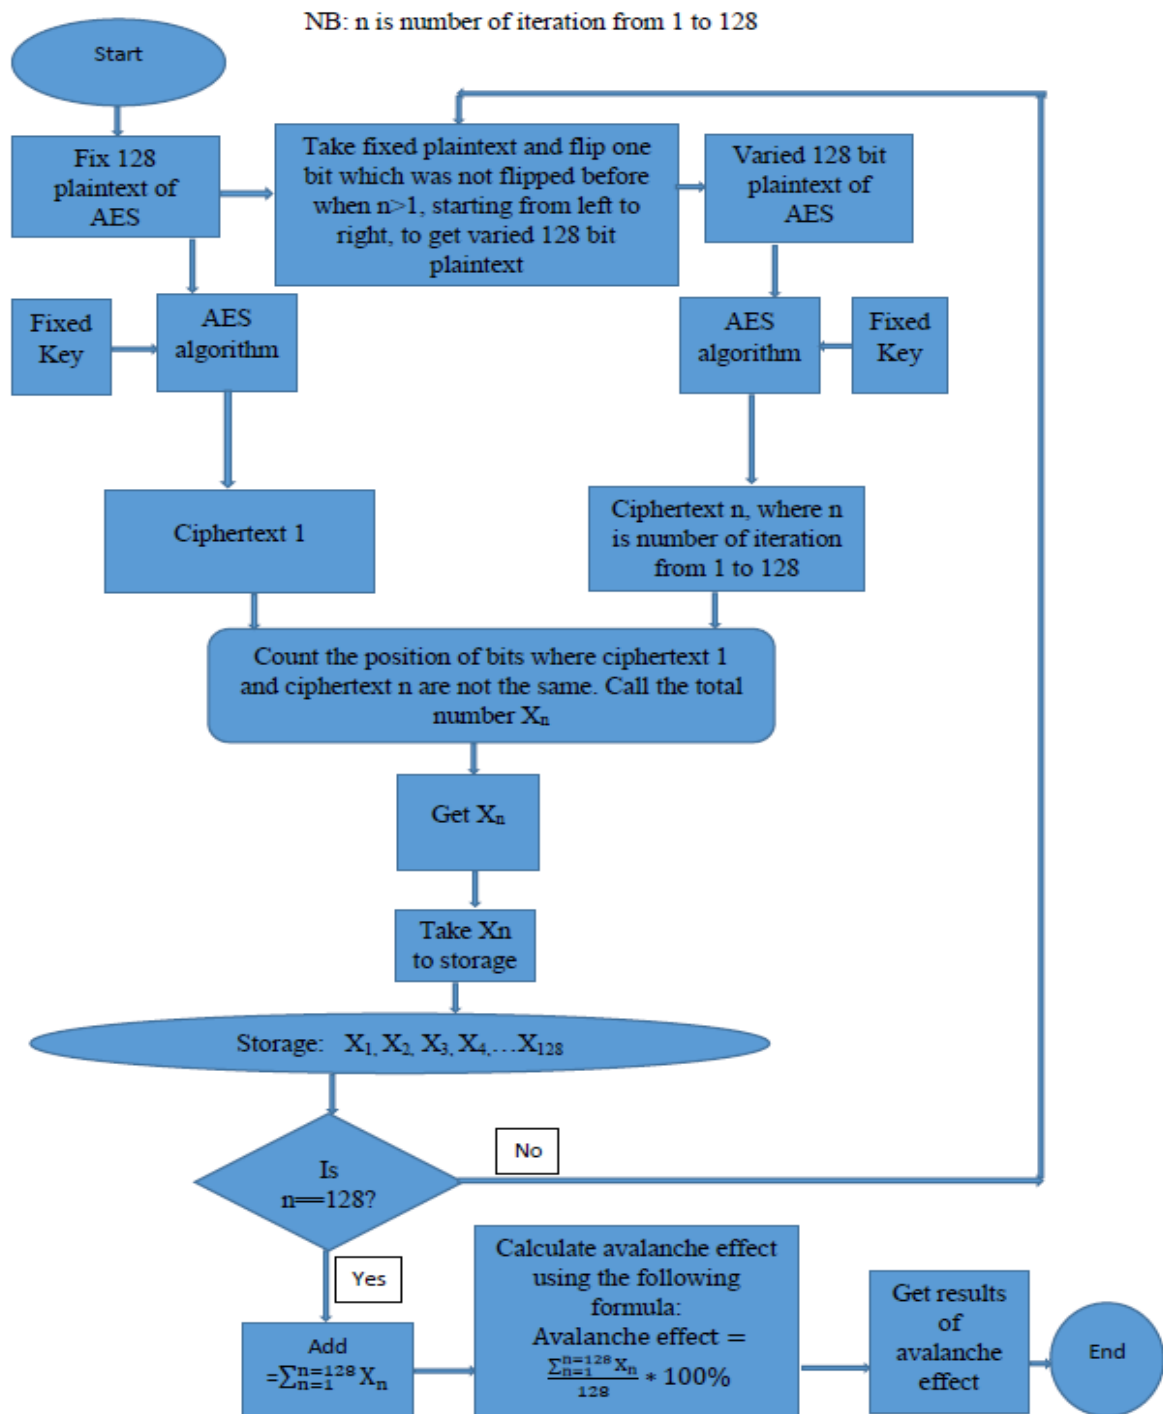 NB: n is number of iteration from 1 to 128
Start
Fix 128
plaintext of
AES
Take fixed plaintext and flip one
bit which was not flipped before
when n>1, starting from left to
right, to get varied 128 bit
plaintext
Varied 128 bit
plaintext of
AES
Fixed
Key
AES
algorithm
AES
algorithm
Fixed
Key
Ciphertext 1
Ciphertext n, where n
is number of iteration
from 1 to 128
Count the position of bits where ciphertext 1
and ciphertext n are not the same. Call the total
number Xₙ
Get Xₙ
Take Xn
to storage
Storage: X₁, X₂, X₃, X₄,…X₁₂₈
Is
n==128?
No
Yes
Add
=∑ₙ₌₁ⁿ⁼¹²⁸ Xₙ
Calculate avalanche effect
using the following
formula:
Avalanche effect =
∑ₙ₌₁ⁿ⁼¹²⁸ Xₙ / 128 * 100%
Get results
of
avalanche
effect
End